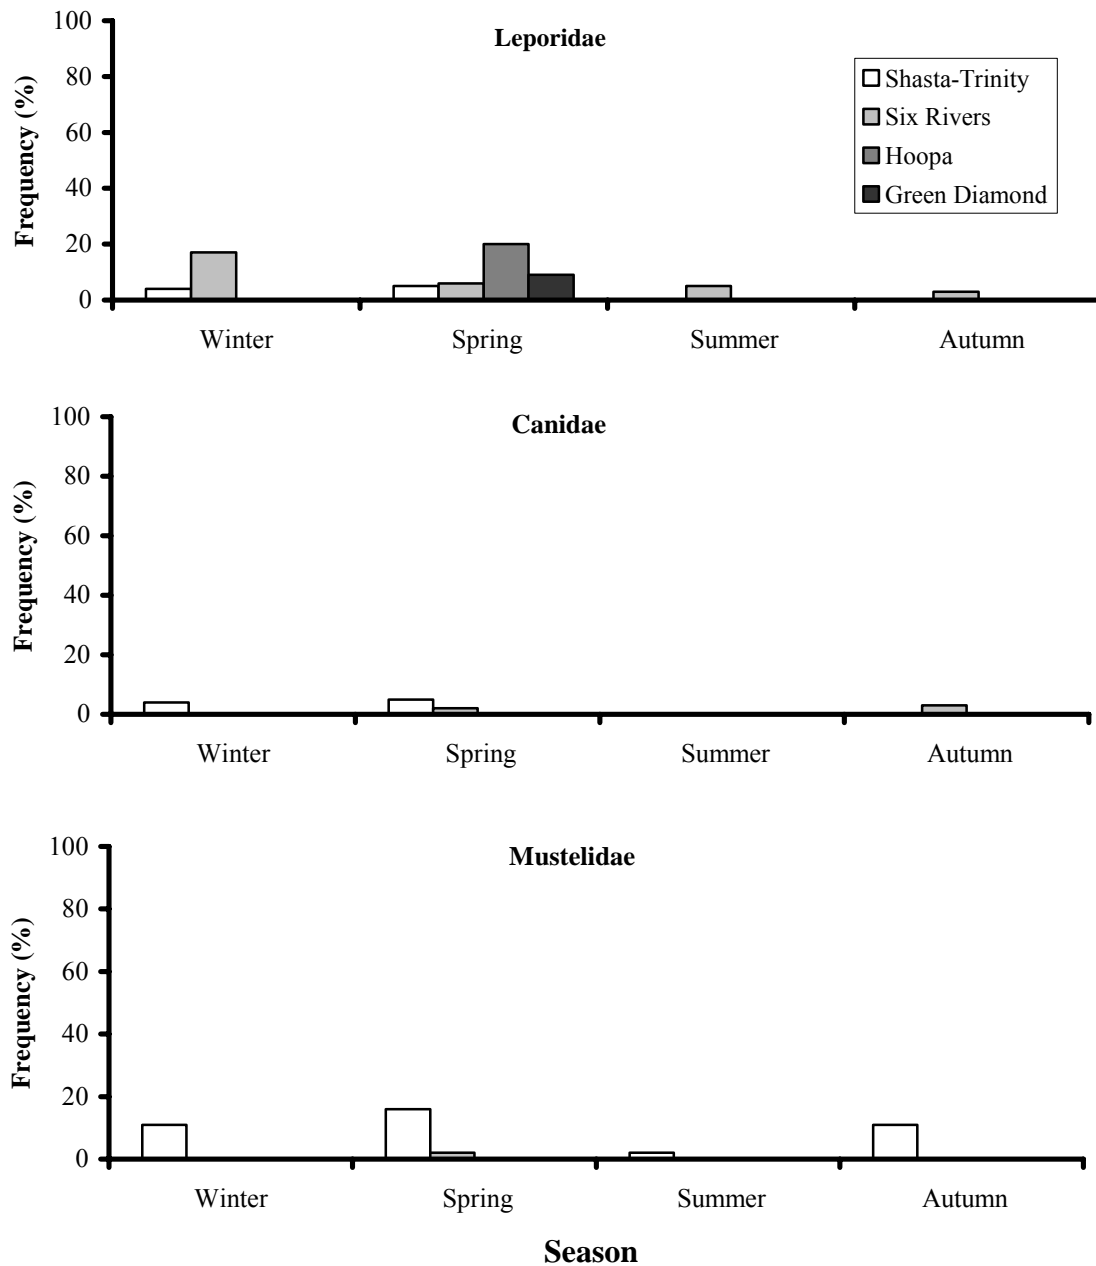 Leporidae
Frequency (%)
100
80
60
40
20
0
Shasta-Trinity
Six Rivers
Hoopa
Green Diamond
Winter Spring Summer Autumn
Canidae
Frequency (%)
100
80
60
40
20
0
Winter Spring Summer Autumn
Mustelidae
Frequency (%)
100
80
60
40
20
0
Winter Spring Summer Autumn
Season